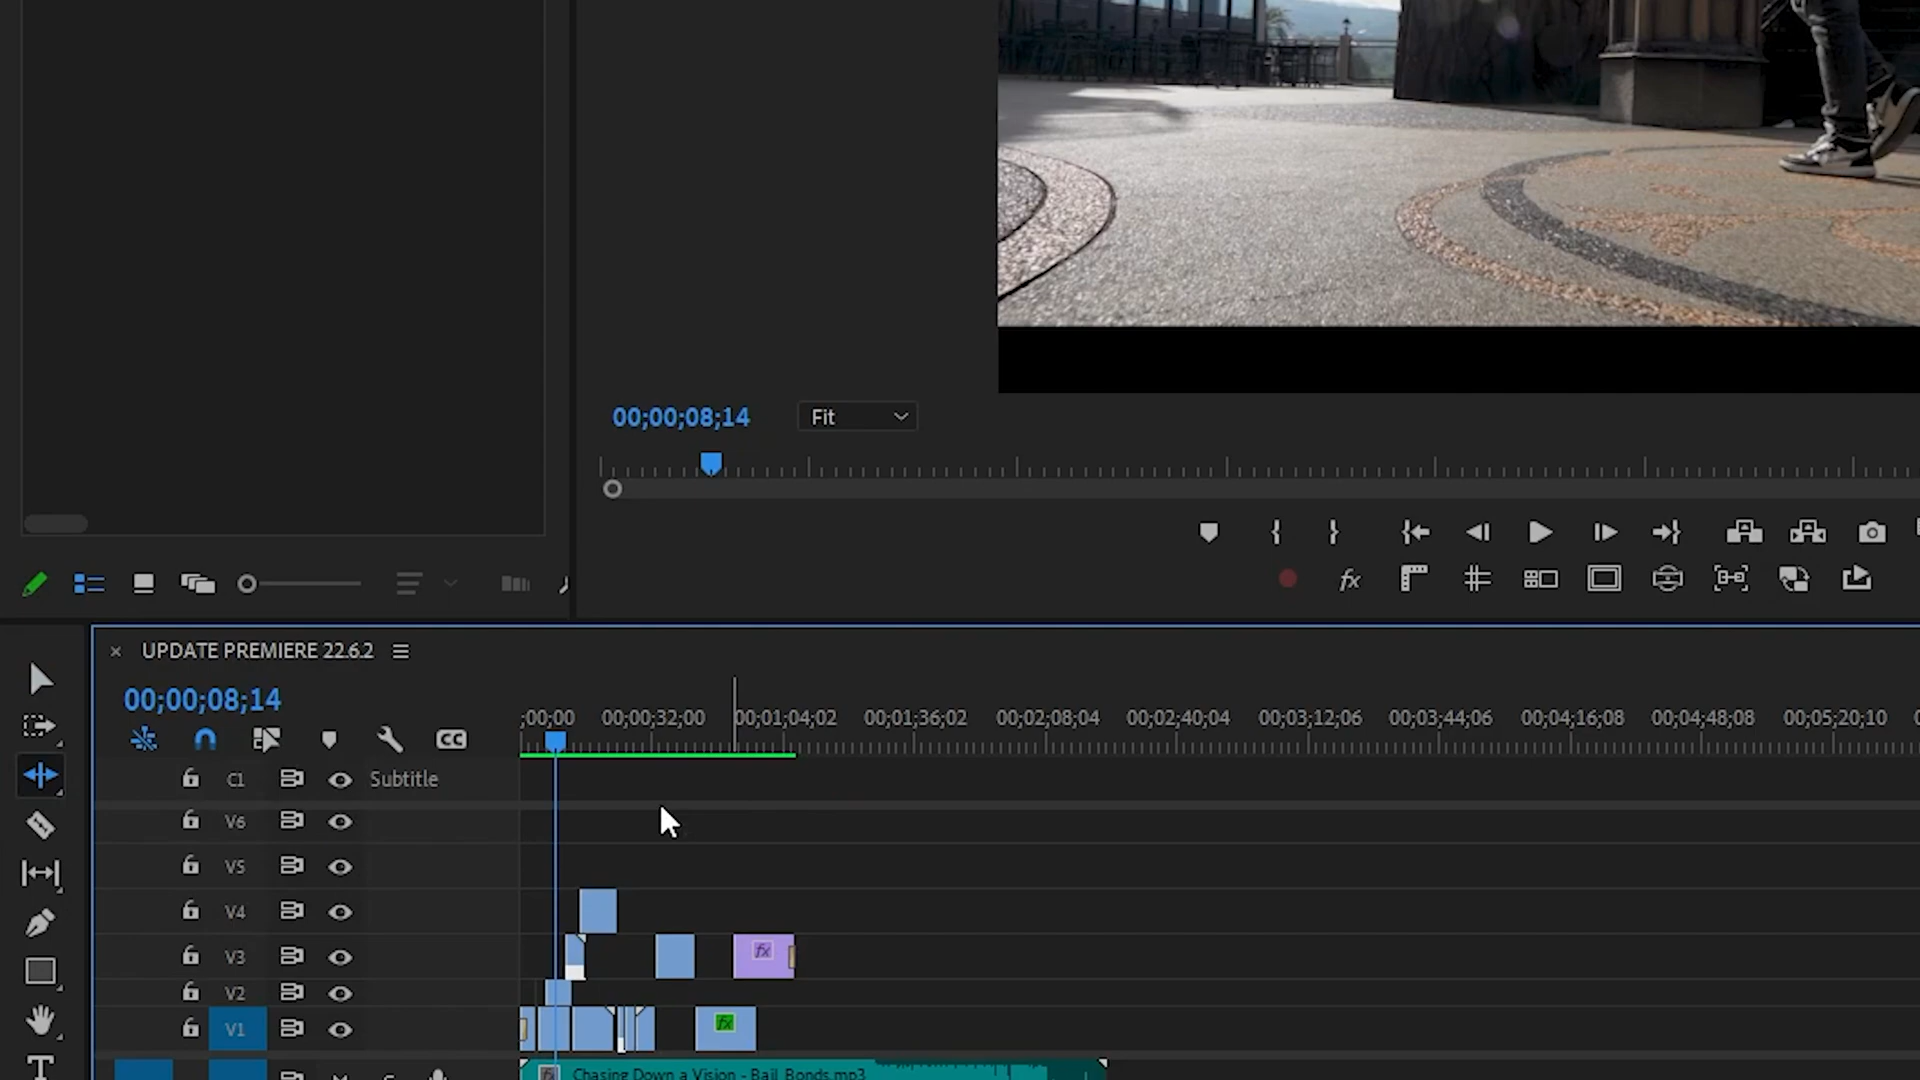 00;00;08;14
Fit
fx
UPDATE PREMIERE 22.6.2
00;00;08;14
CC
;00;00 00;00;32;00 00;01;04;02 00;01;36;02 00;02;08;04 00;02;40;04 00;03;12;06 00;03;44;06 00;04;16;08 00;04;48;08 00;05;20;10
C1 Subtitle
V6
V5
V4
V3 fx
V2
V1 fx
T
fx Chasing Down a Vision - Bail Bonds.mp3